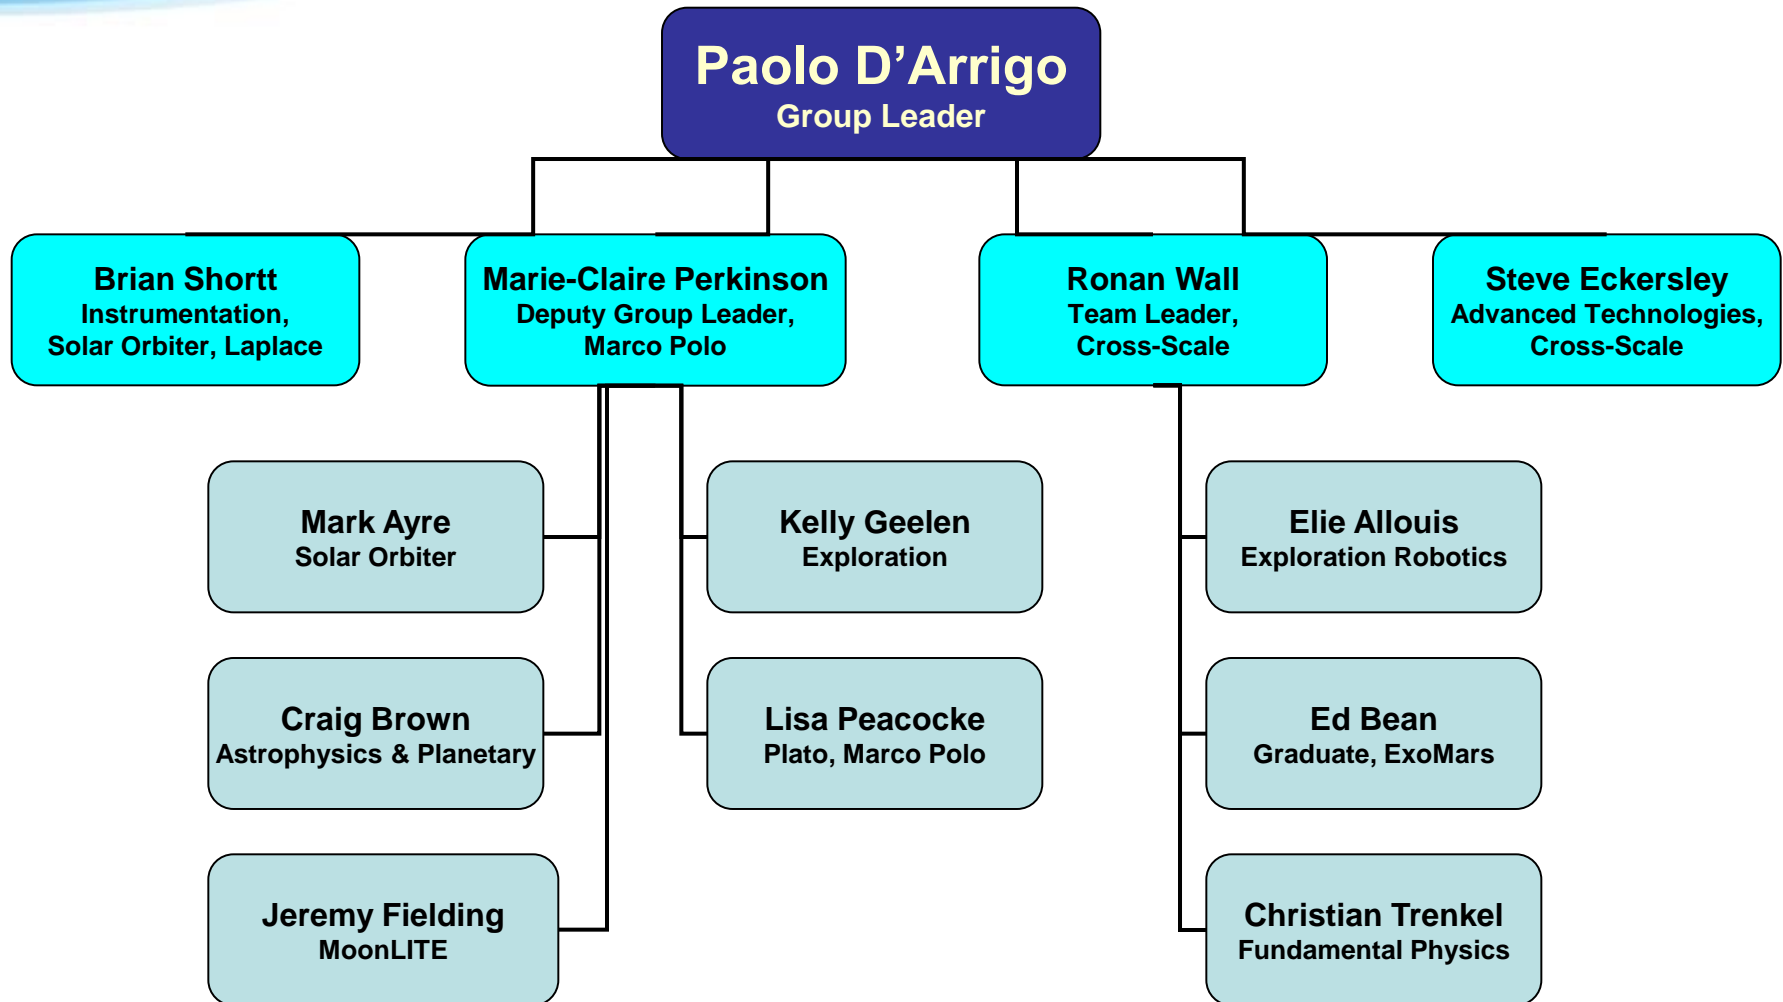 Paolo D’Arrigo
Group Leader
Brian Shortt
Instrumentation,
Solar Orbiter, Laplace
Marie-Claire Perkinson
Deputy Group Leader,
Marco Polo
Ronan Wall
Team Leader,
Cross-Scale
Steve Eckersley
Advanced Technologies,
Cross-Scale
Mark Ayre
Solar Orbiter
Kelly Geelen
Exploration
Elie Allouis
Exploration Robotics
Craig Brown
Astrophysics & Planetary
Lisa Peacocke
Plato, Marco Polo
Ed Bean
Graduate, ExoMars
Jeremy Fielding
MoonLITE
Christian Trenkel
Fundamental Physics